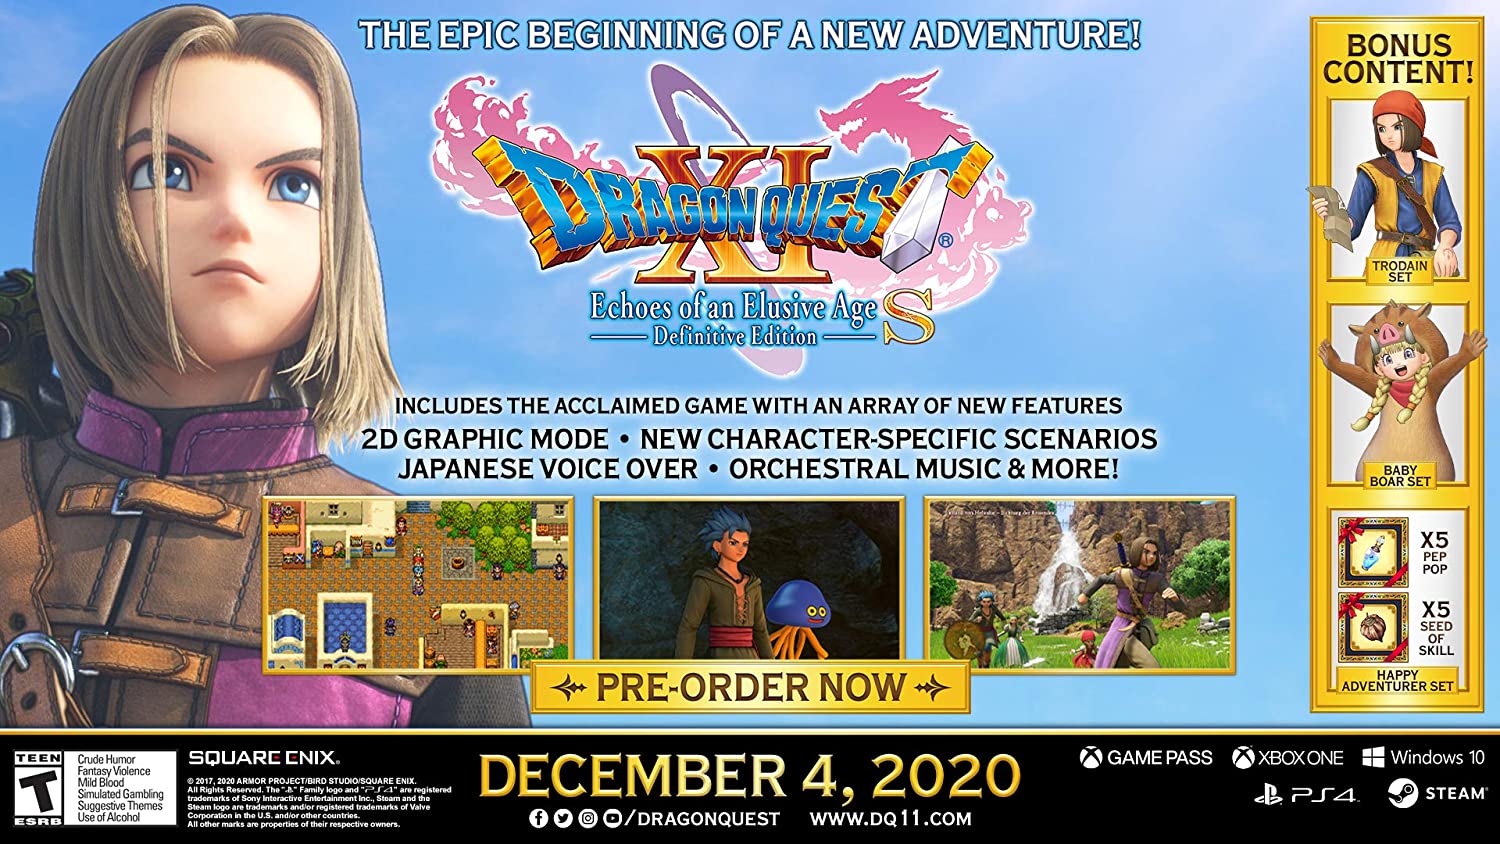 THE EPIC BEGINNING OF A NEW ADVENTURE!
DRAGON QUEST®
XI
Echoes of an Elusive Age S
Definitive Edition
INCLUDES THE ACCLAIMED GAME WITH AN ARRAY OF NEW FEATURES
2D GRAPHIC MODE • NEW CHARACTER-SPECIFIC SCENARIOS
JAPANESE VOICE OVER • ORCHESTRAL MUSIC & MORE!
PRE-ORDER NOW
BONUS
CONTENT!
TRODAIN
SET
BABY
BOAR SET
X5
PEP
POP
X5
SEED
OF
SKILL
HAPPY
ADVENTURER SET
TEEN
T
ESRB
Crude Humor
Fantasy Violence
Mild Blood
Simulated Gambling
Suggestive Themes
Use of Alcohol
SQUARE ENIX.
© 2017, 2020 ARMOR PROJECT/BIRD STUDIO/SQUARE ENIX.
All Rights Reserved. The "PS" Family logo and "PS4" are registered
trademarks of Sony Interactive Entertainment Inc., Steam and the
Steam logo are trademarks and/or registered trademarks of Valve
Corporation in the U.S. and/or other countries.
All other marks are properties of their respective owners.
DECEMBER 4, 2020
/DRAGONQUEST WWW.DQ11.COM
GAME PASS XBOX ONE Windows 10
PS4 STEAM